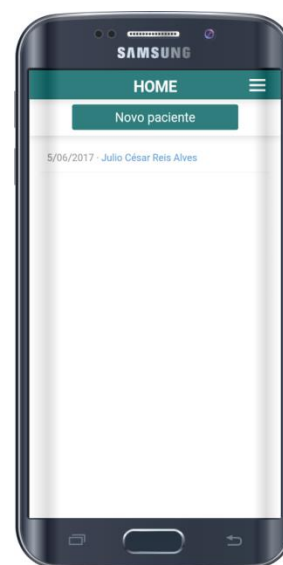 SAMSUNG
HOME
Novo paciente
5/06/2017 - Julio César Reis Alves